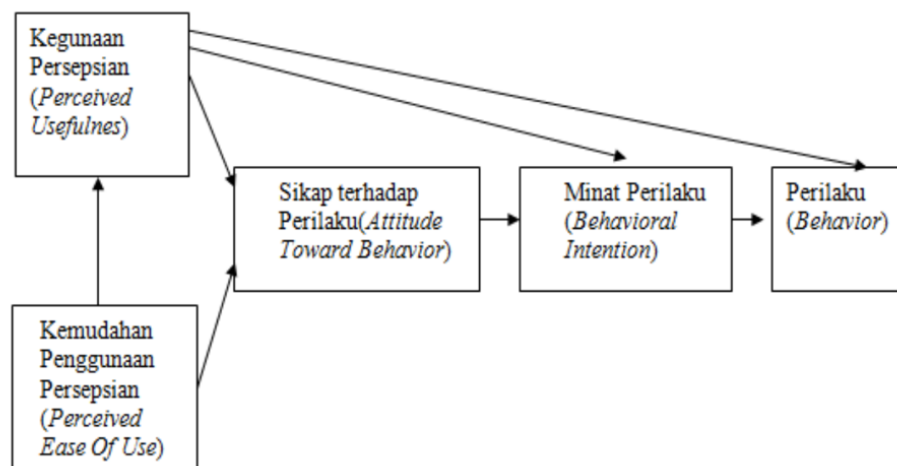 Kegunaan
Persepsian
(Perceived
Usefulnes)
Sikap terhadap
Perilaku(Attitude
Toward Behavior)
Minat Perilaku
(Behavioral
Intention)
Perilaku
(Behavior)
Kemudahan
Penggunaan
Persepsian
(Perceived
Ease Of Use)